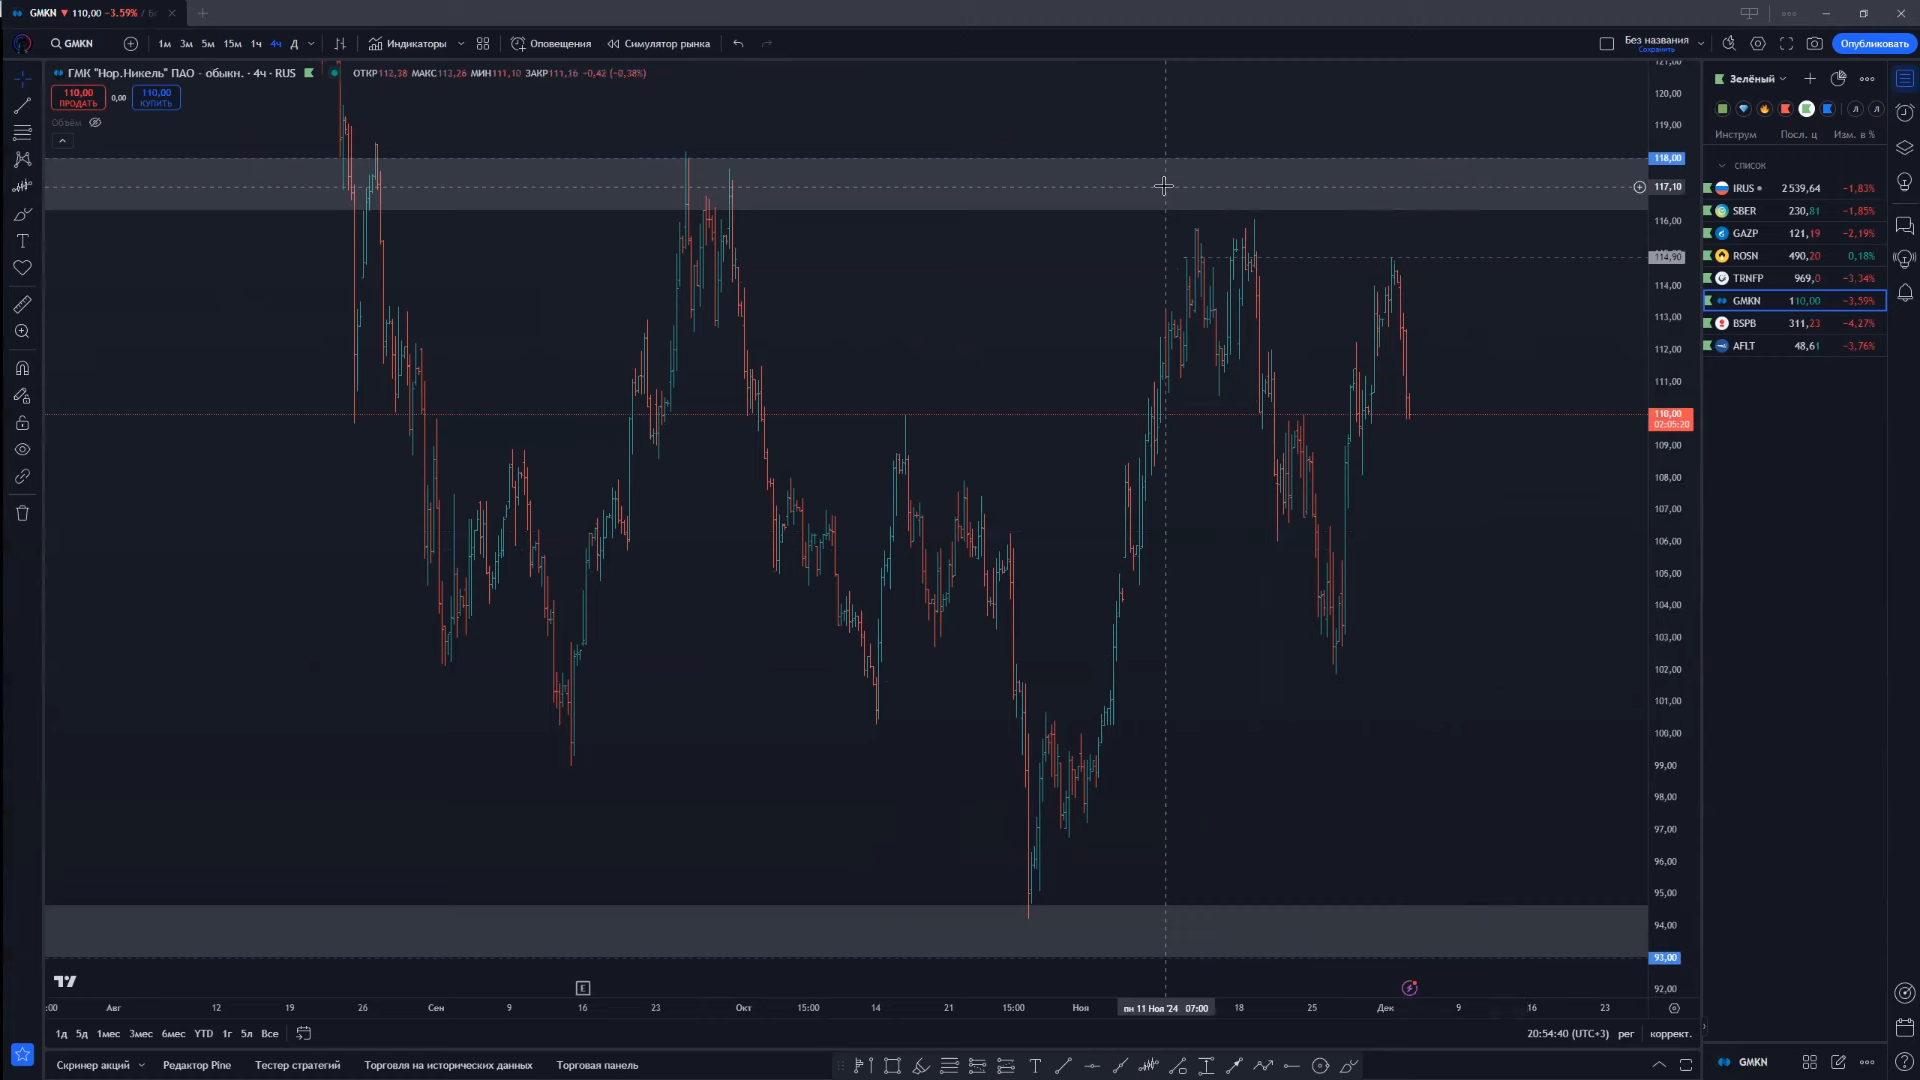 GMKN ▼ 110,00 −3.59% / Бе
GMKN
1м 3м 5м 15м 1ч 4ч Д
Индикаторы
Оповещения
Симулятор рынка
Без названия
Сохранить
Опубликовать
ГМК "Нор.Никель" ПАО - обыкн. · 4ч · RUS
ОТКР112,38 МАКС113,26 МИН111,10 ЗАКР111,16 −0,42 (−0,38%)
110,00
ПРОДАТЬ
0,00
110,00
КУПИТЬ
Объём
121,00
120,00
119,00
118,00
117,10
116,00
114,90
114,00
113,00
112,00
111,00
110,00
02:05:20
109,00
108,00
107,00
106,00
105,00
104,00
103,00
102,00
101,00
100,00
99,00
98,00
97,00
96,00
95,00
94,00
93,00
92,00
Зелёный
Л Л
Инструм Посл. ц Изм. в %
СПИСОК
IRUS 2 539,64 −1,83%
SBER 230,81 −1,85%
GAZP 121,19 −2,19%
ROSN 490,20 0,18%
TRNFP 969,0 −3,34%
GMKN 110,00 −3,59%
BSPB 311,23 −4,27%
AFLT 48,61 −3,76%
E
:00 Авг 12 19 26 Сен 9 16 23 Окт 15:00 14 21 15:00 Ноя пн 11 Ноя '24 07:00 18 25 Дек 9 16 23
1д 5д 1мес 3мес 6мес YTD 1г 5л Все
20:54:40 (UTC+3) рег коррект.
Скринер акций
Редактор Pine
Тестер стратегий
Торговля на исторических данных
Торговая панель
GMKN